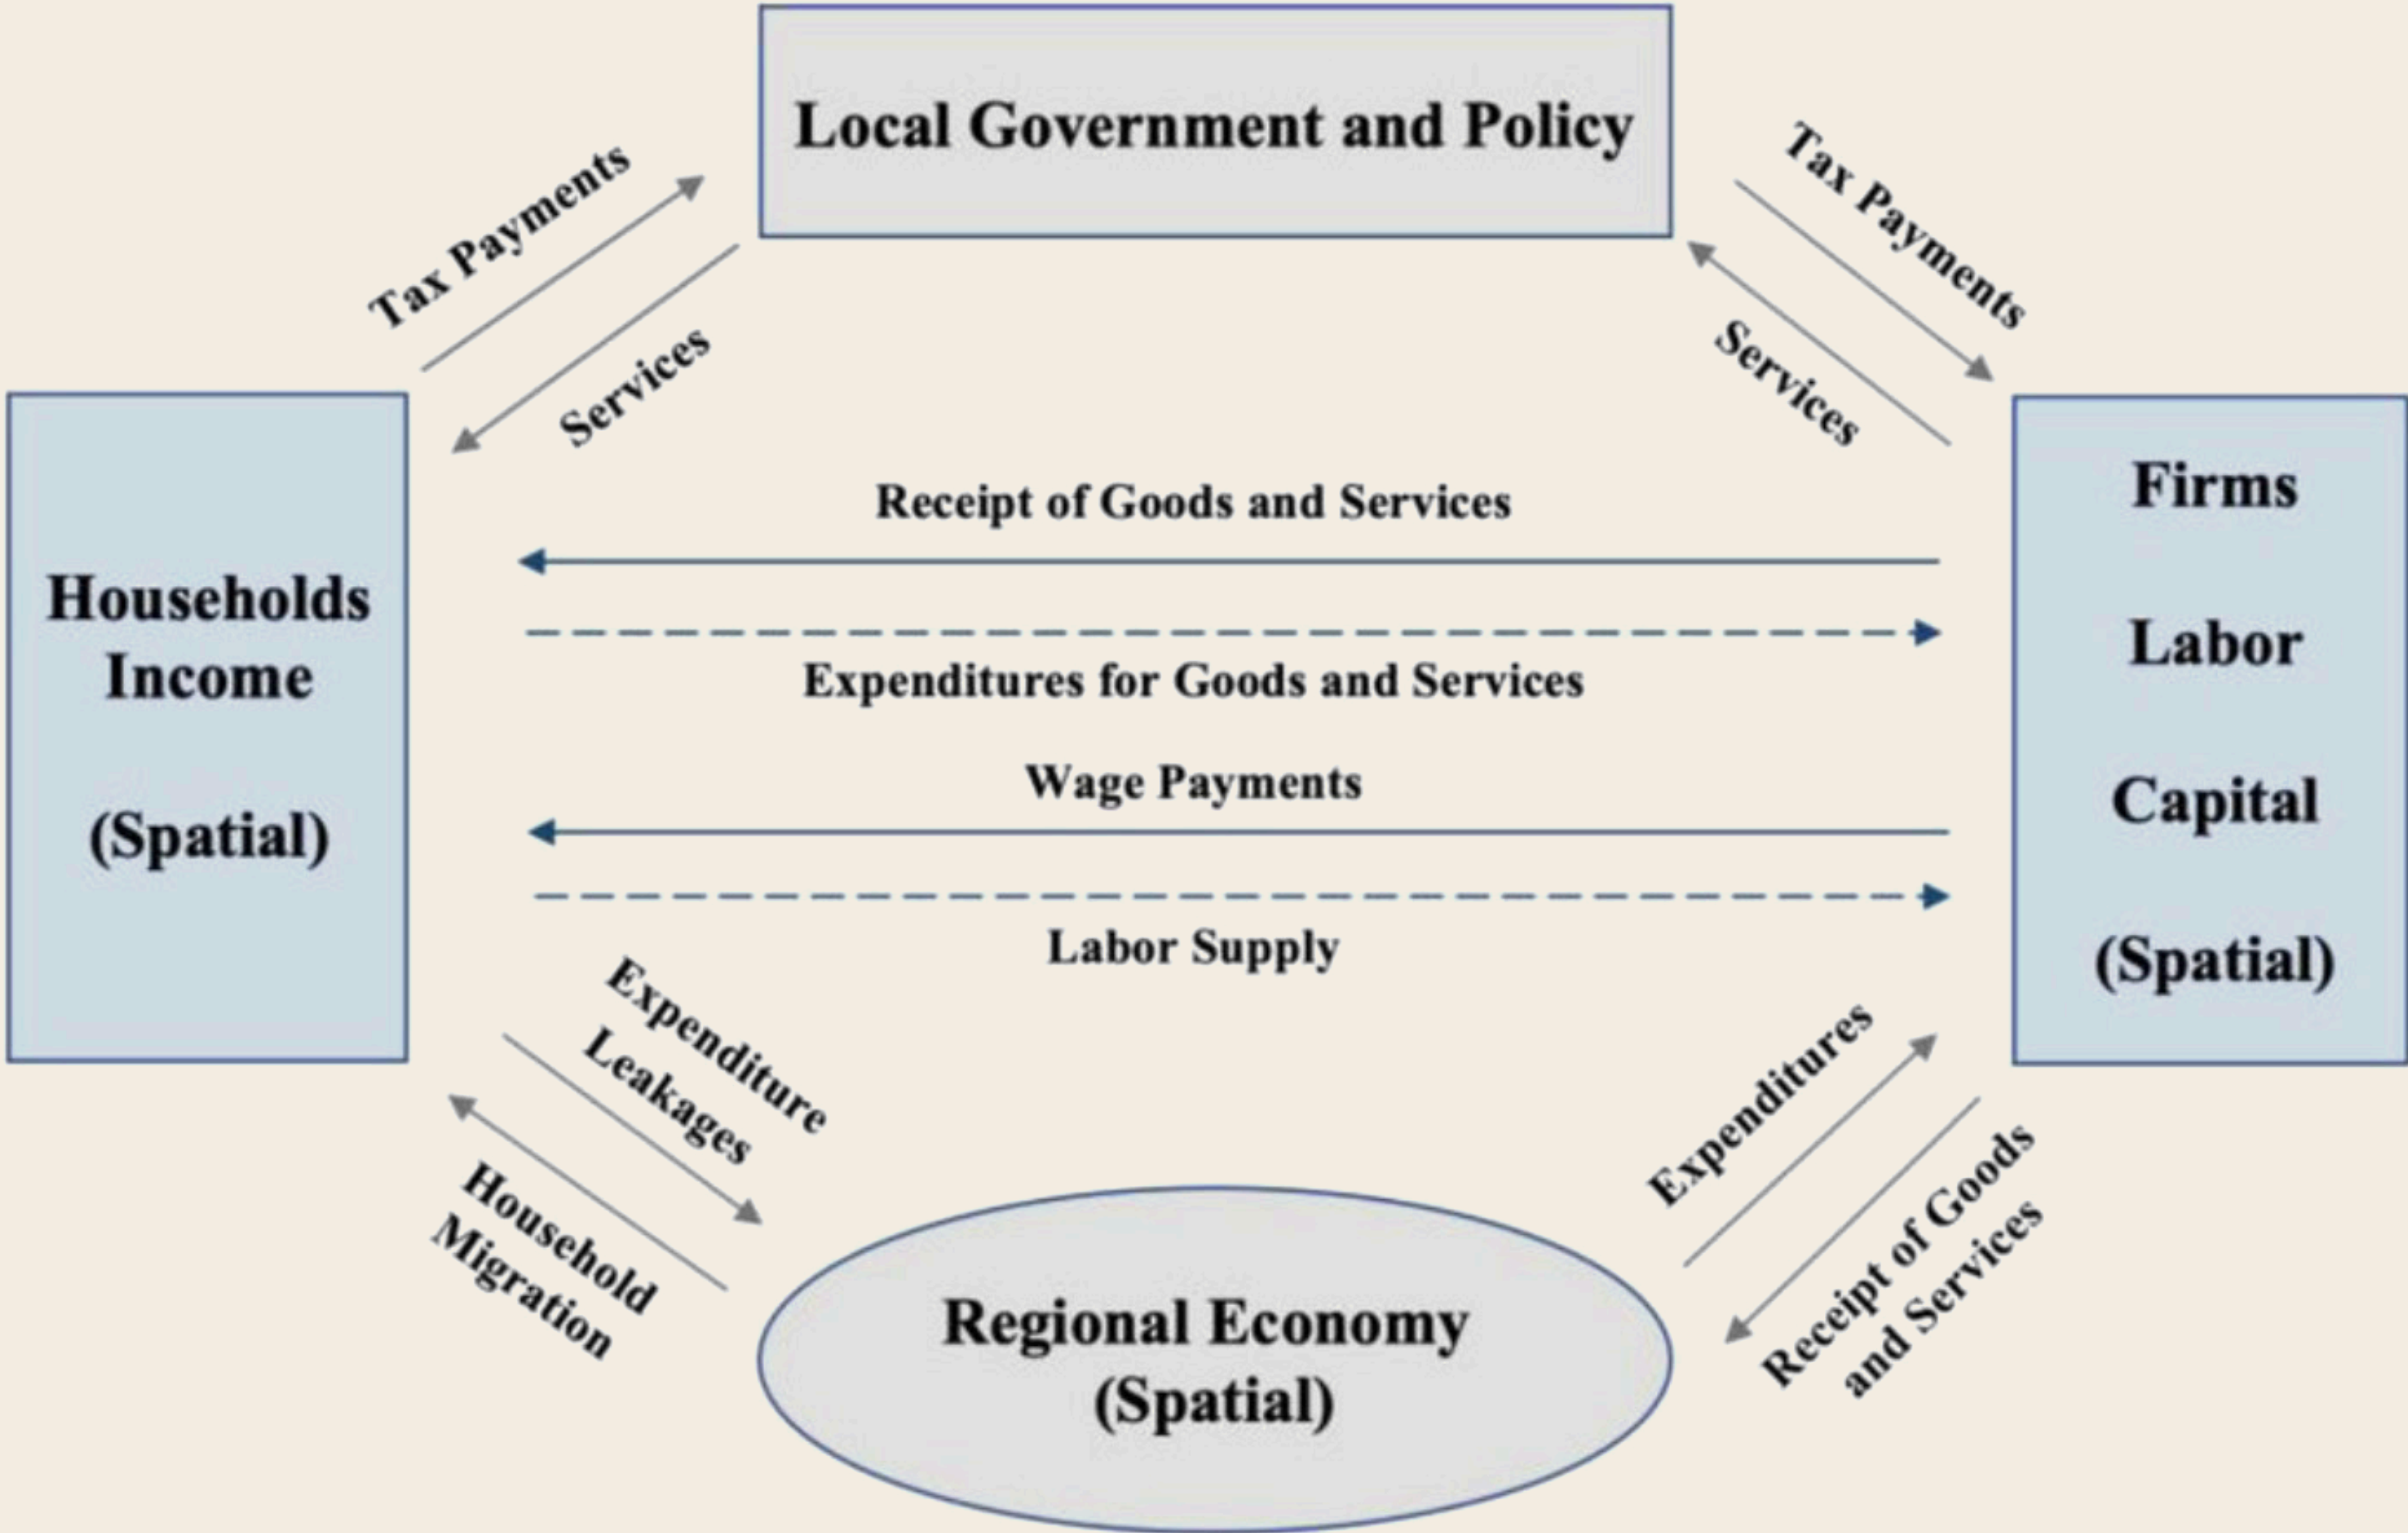 Local Government and Policy
Tax Payments
Services
Tax Payments
Services
Households
Income
(Spatial)
Receipt of Goods and Services
Expenditures for Goods and Services
Wage Payments
Labor Supply
Firms
Labor
Capital
(Spatial)
Expenditure
Leakages
Household
Migration
Expenditures
Receipt of Goods
and Services
Regional Economy
(Spatial)